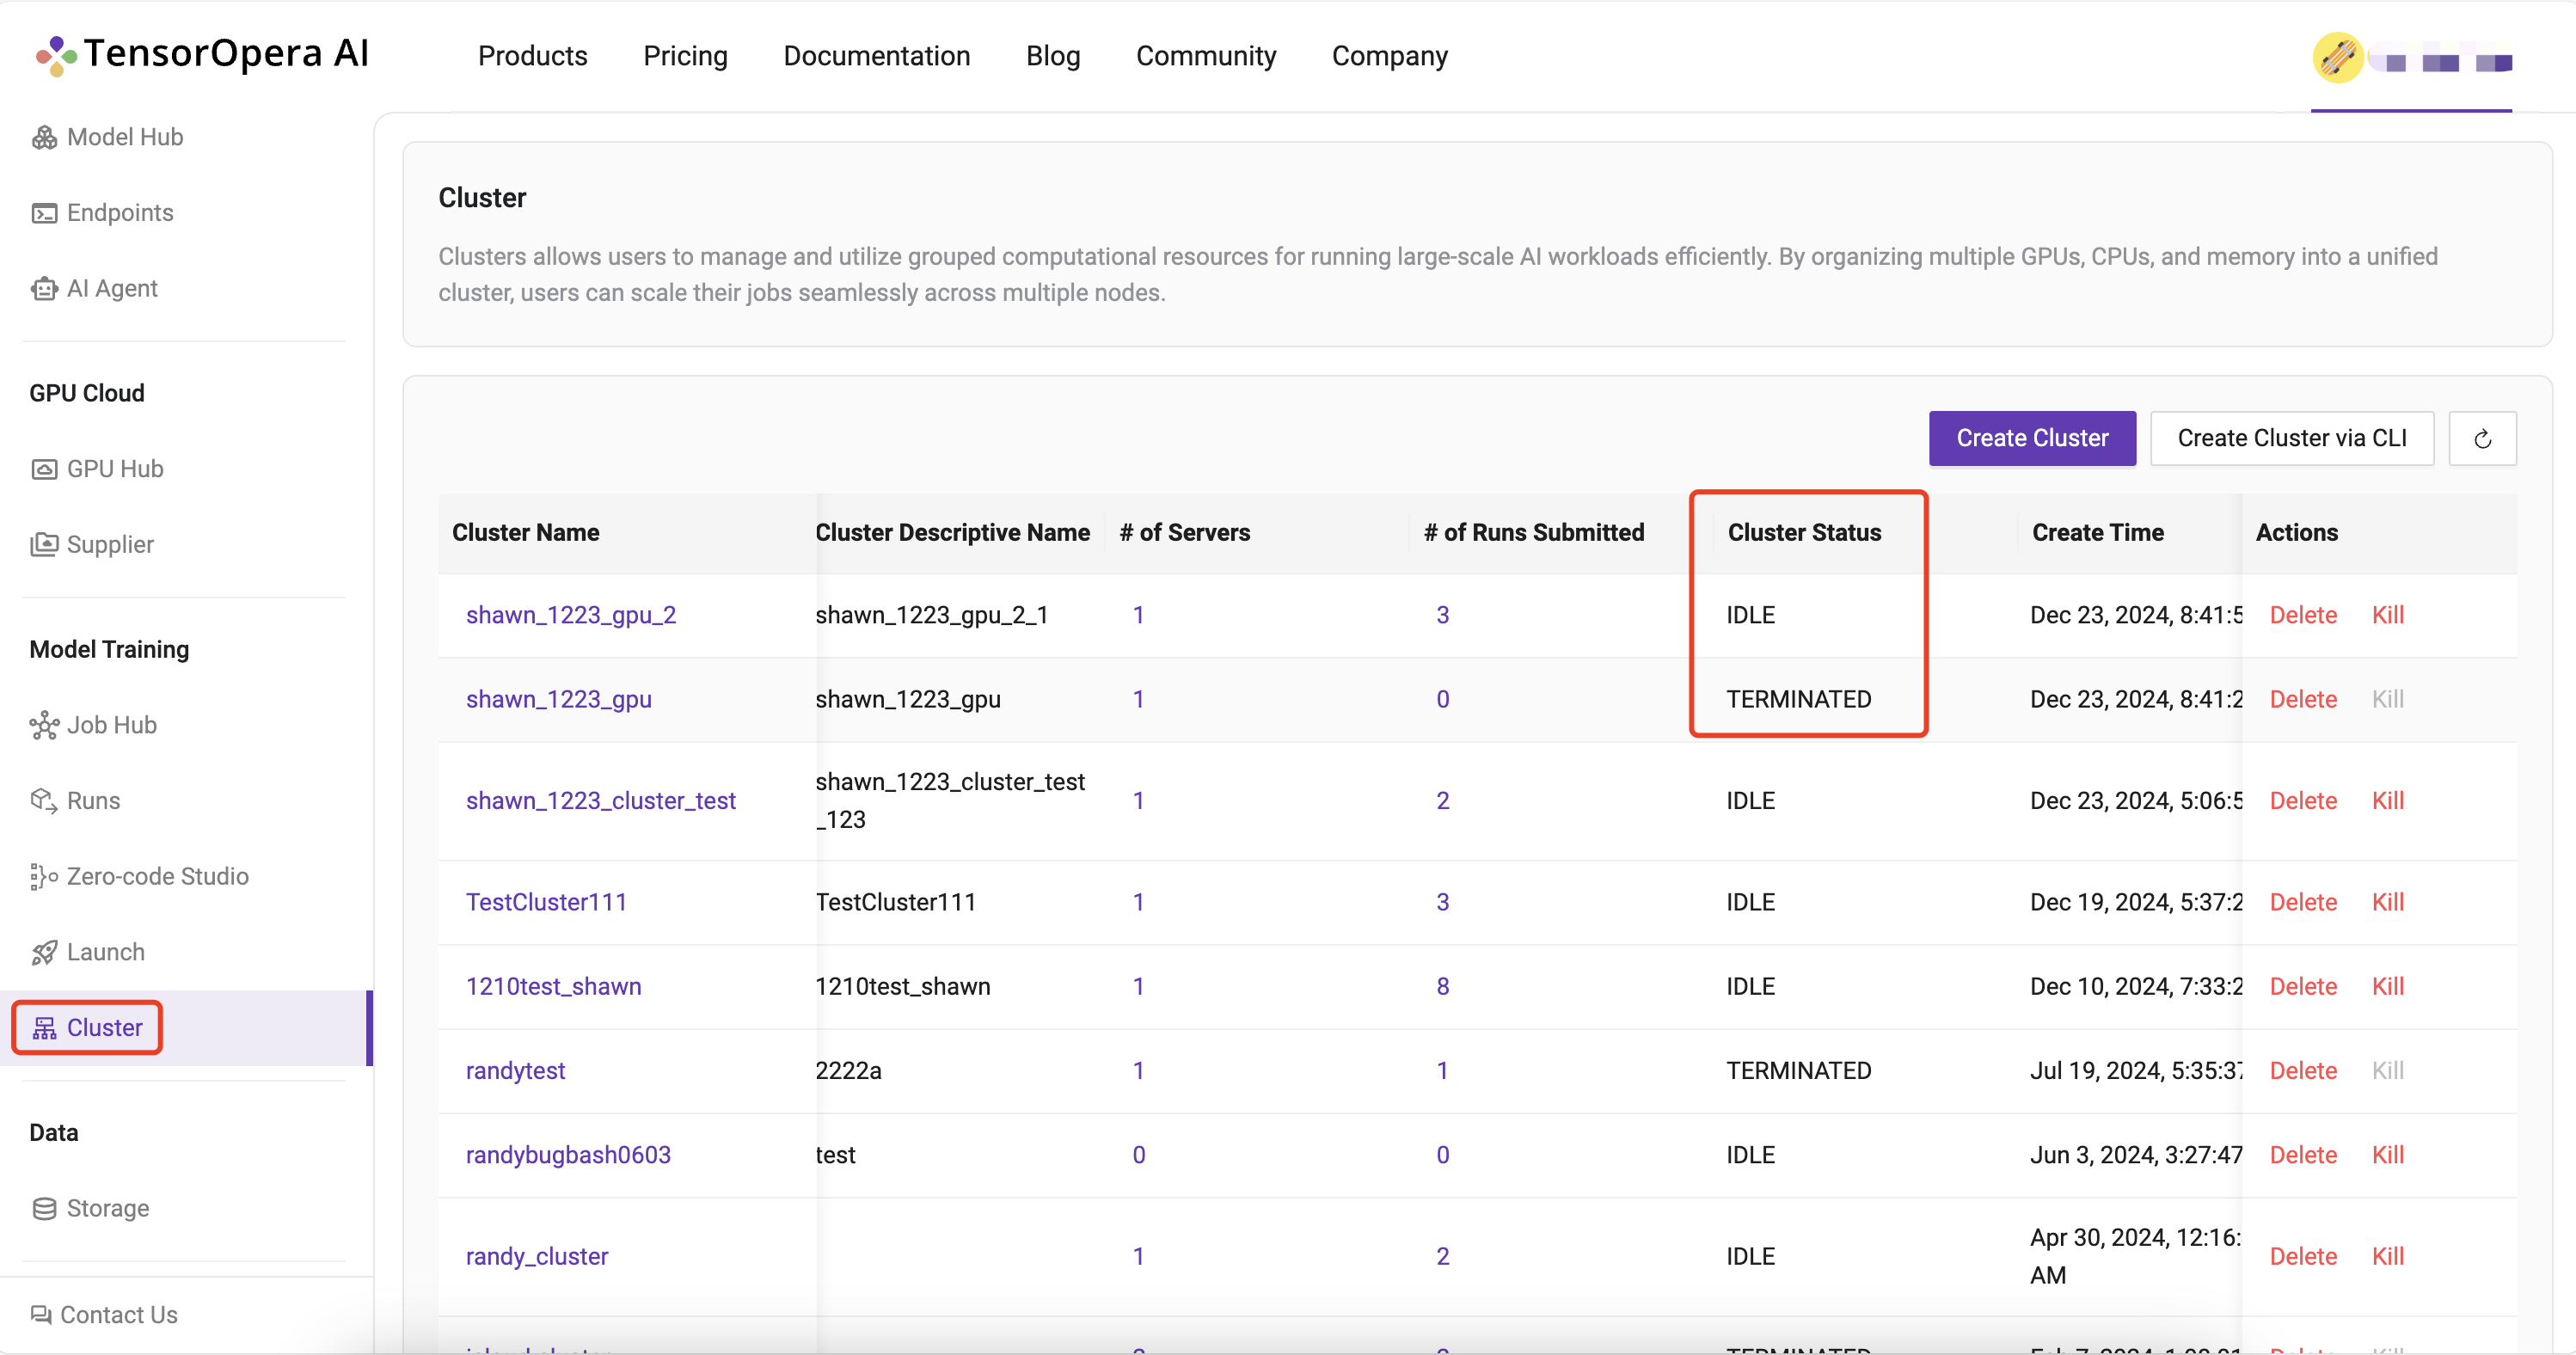 TensorOpera AI
Products Pricing Documentation Blog Community Company
Model Hub
Endpoints
AI Agent
GPU Cloud
GPU Hub
Supplier
Model Training
Job Hub
Runs
Zero-code Studio
Launch
Cluster
Data
Storage
Contact Us
Cluster
Clusters allows users to manage and utilize grouped computational resources for running large-scale AI workloads efficiently. By organizing multiple GPUs, CPUs, and memory into a unified
cluster, users can scale their jobs seamlessly across multiple nodes.
Create Cluster Create Cluster via CLI
Cluster Name Cluster Descriptive Name # of Servers # of Runs Submitted Cluster Status Create Time Actions
shawn_1223_gpu_2 shawn_1223_gpu_2_1 1 3 IDLE Dec 23, 2024, 8:41:5 Delete Kill
shawn_1223_gpu shawn_1223_gpu 1 0 TERMINATED Dec 23, 2024, 8:41:2 Delete Kill
shawn_1223_cluster_test shawn_1223_cluster_test 1 2 IDLE Dec 23, 2024, 5:06:5 Delete Kill
_123
TestCluster111 TestCluster111 1 3 IDLE Dec 19, 2024, 5:37:2 Delete Kill
1210test_shawn 1210test_shawn 1 8 IDLE Dec 10, 2024, 7:33:2 Delete Kill
randytest 2222a 1 1 TERMINATED Jul 19, 2024, 5:35:37 Delete Kill
randybugbash0603 test 0 0 IDLE Jun 3, 2024, 3:27:47 Delete Kill
randy_cluster 1 2 IDLE Apr 30, 2024, 12:16: Delete Kill
AM